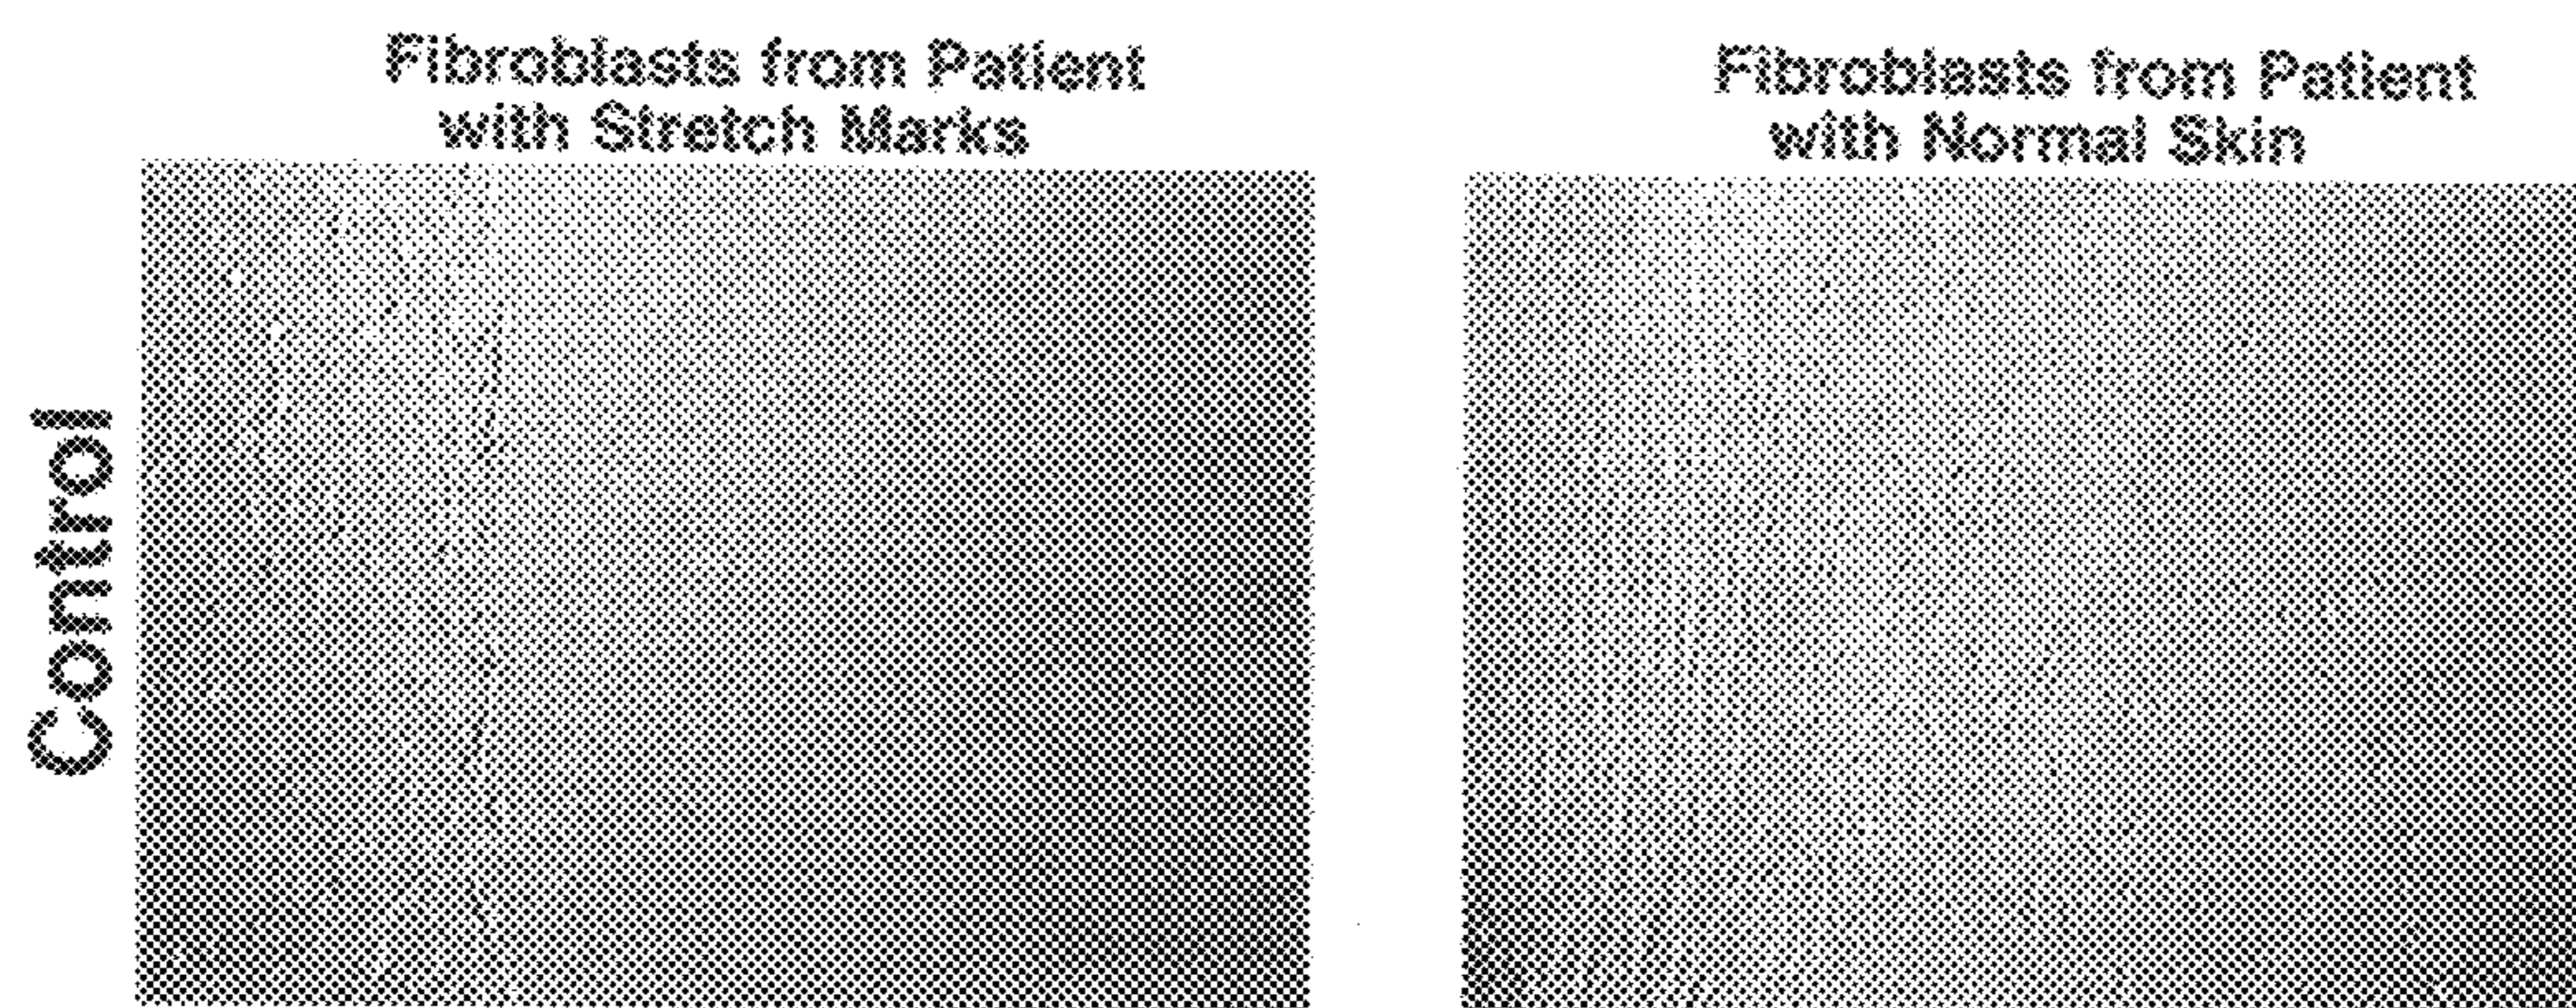 Fibroblasts from Patient
with Stretch Marks
Fibroblasts from Patient
with Normal Skin
Control